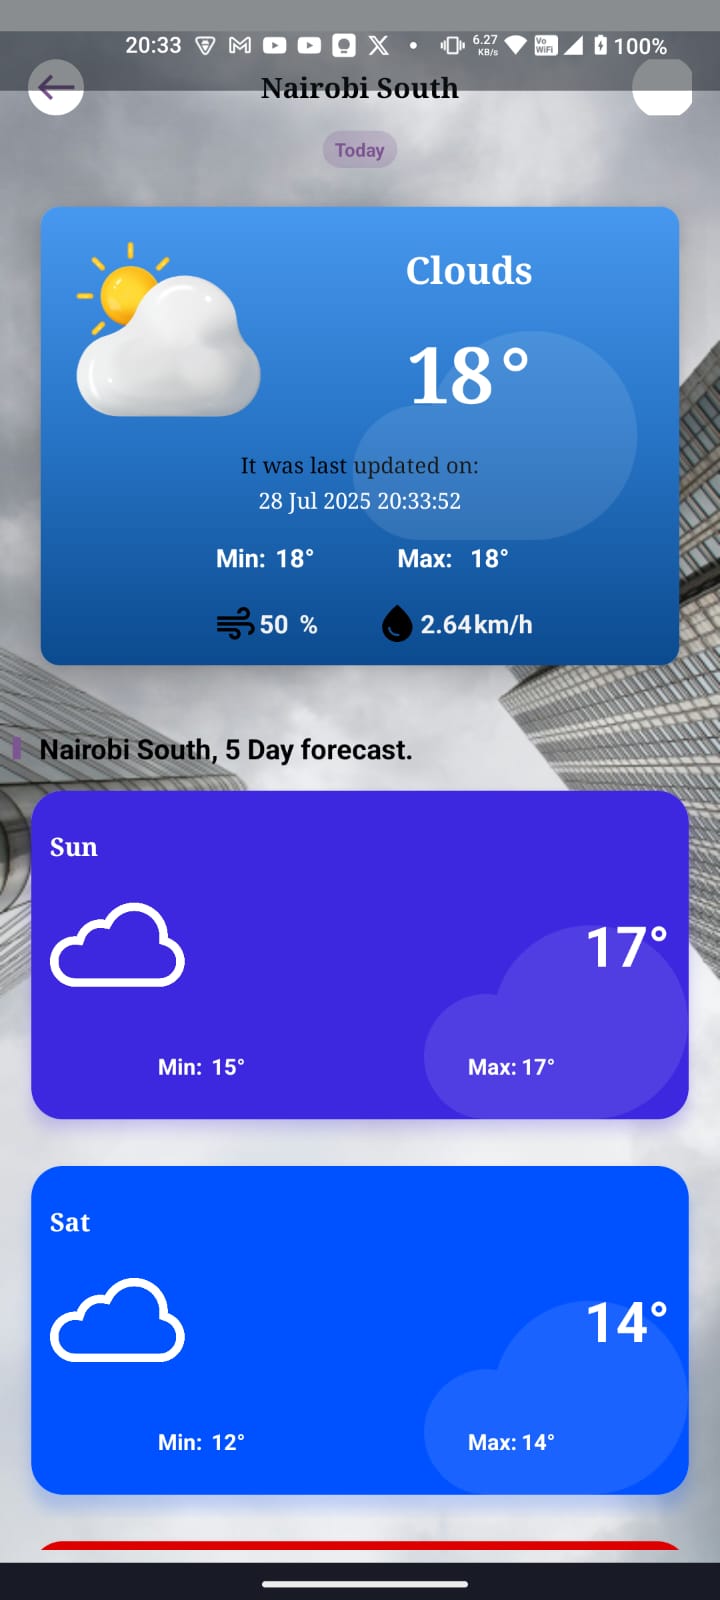 20:33 6.27 KB/s Vo WiFi 100%
Nairobi South
Today
Clouds
18°
It was last updated on:
28 Jul 2025 20:33:52
Min: 18° Max: 18°
50 % 2.64km/h
Nairobi South, 5 Day forecast.
Sun
17°
Min: 15° Max: 17°
Sat
14°
Min: 12° Max: 14°